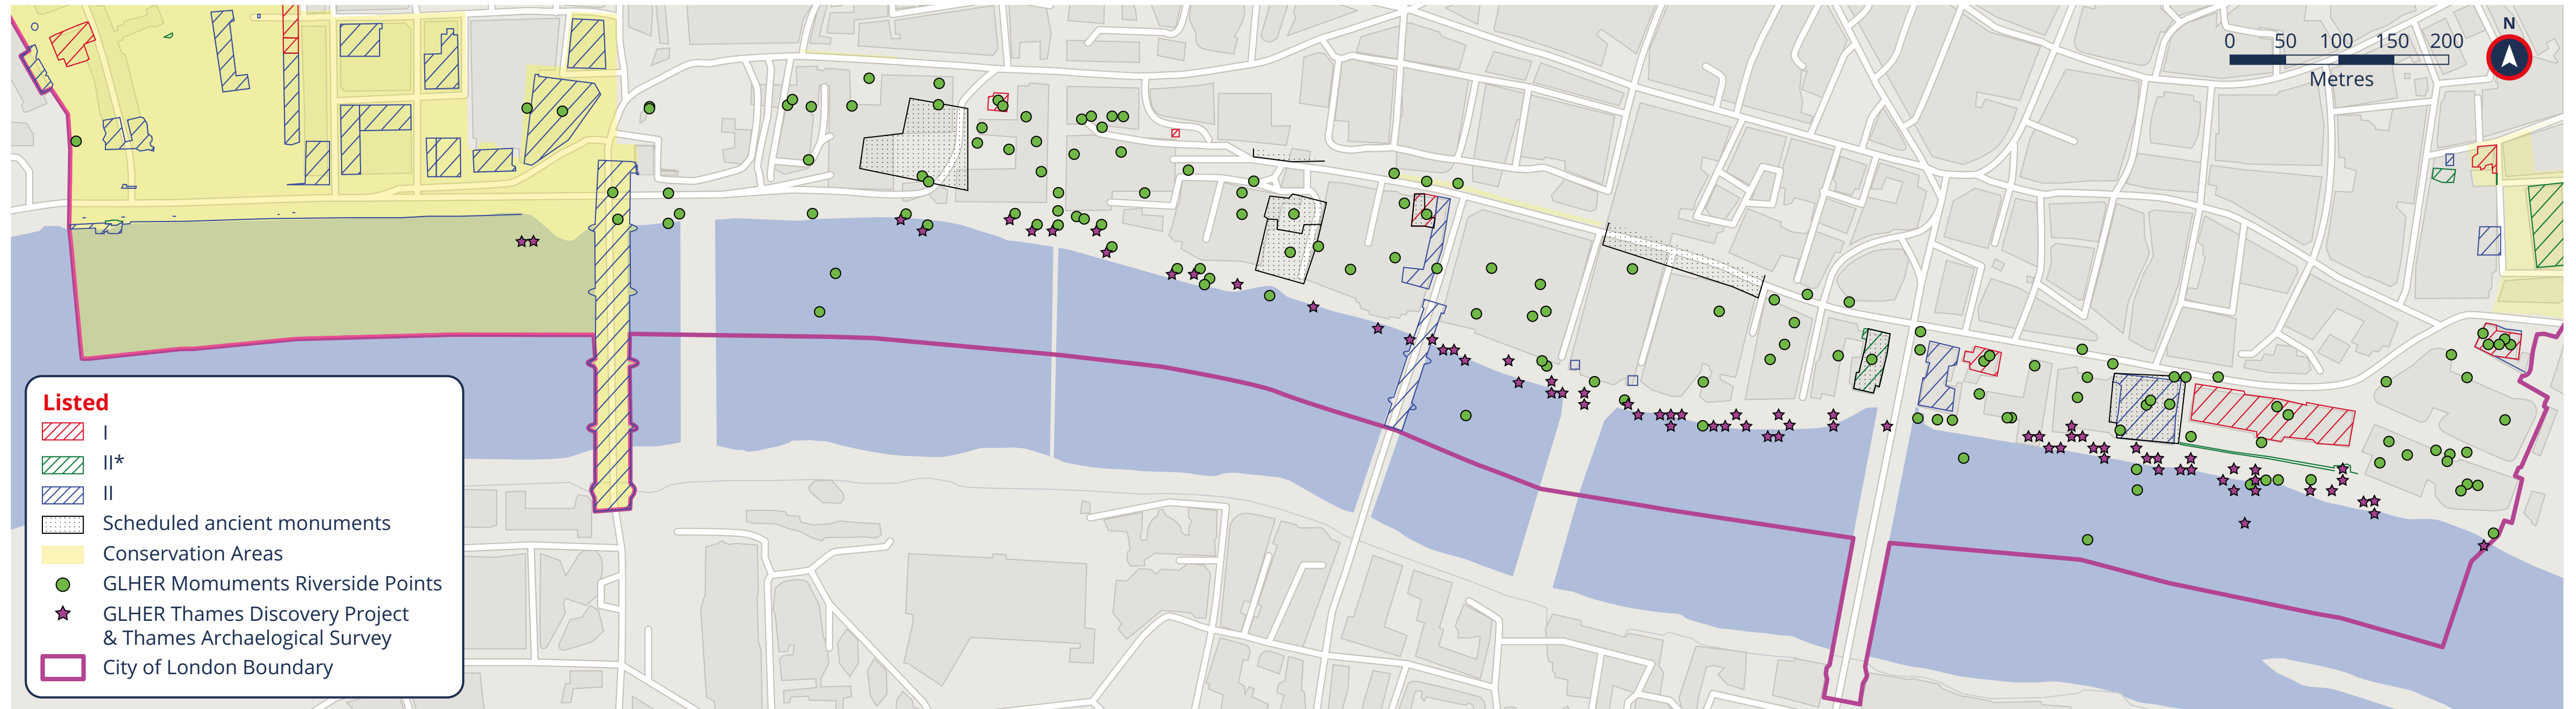 N
0 50 100 150 200
Metres
Listed
I
II*
II
Scheduled ancient monuments
Conservation Areas
GLHER Momuments Riverside Points
GLHER Thames Discovery Project
& Thames Archaelogical Survey
City of London Boundary